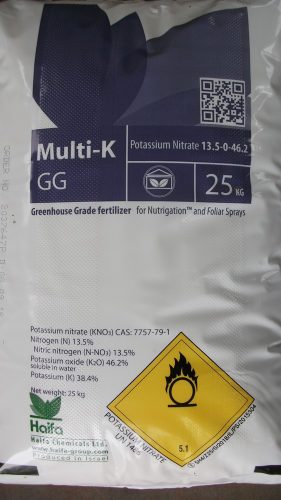 Multi-K
GG
Potassium Nitrate 13.5-0-46.2
25 KG
Greenhouse Grade fertilizer for Nutrigation™ and Foliar Sprays
Potassium nitrate (KNO₃) CAS: 7757-79-1
Nitrogen (N) 13.5%
Nitric nitrogen (N-NO₃) 13.5%
Potassium oxide (K₂O) 46.2%
soluble in water
Potassium (K) 38.4%
Net weight: 25 kg
Haifa
Haifa Chemicals Ltd.
www.haifa-group.com
Produced in Israel
POTASSIUM NITRATE
5.1